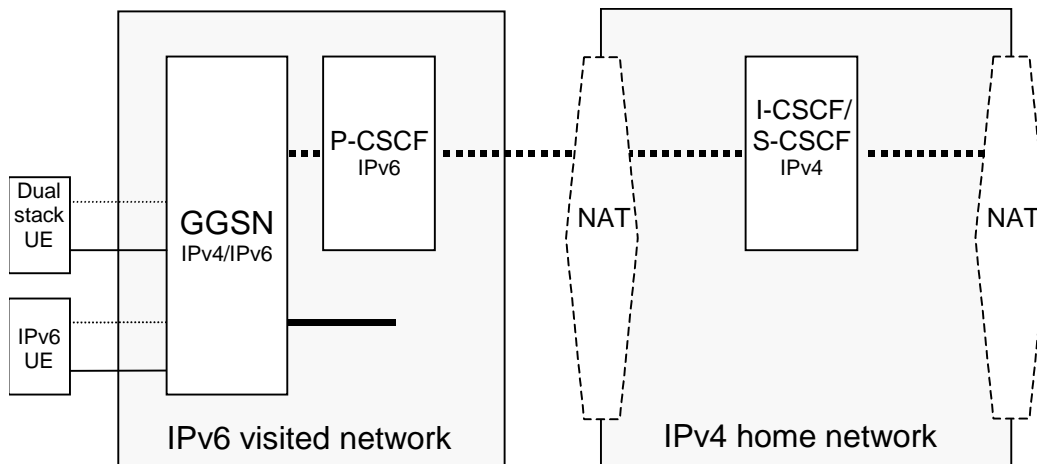 Dual
stack
UE
IPv6
UE
GGSN
IPv4/IPv6
P-CSCF
IPv6
IPv6 visited network
NAT
I-CSCF/
S-CSCF
IPv4
NAT
IPv4 home network